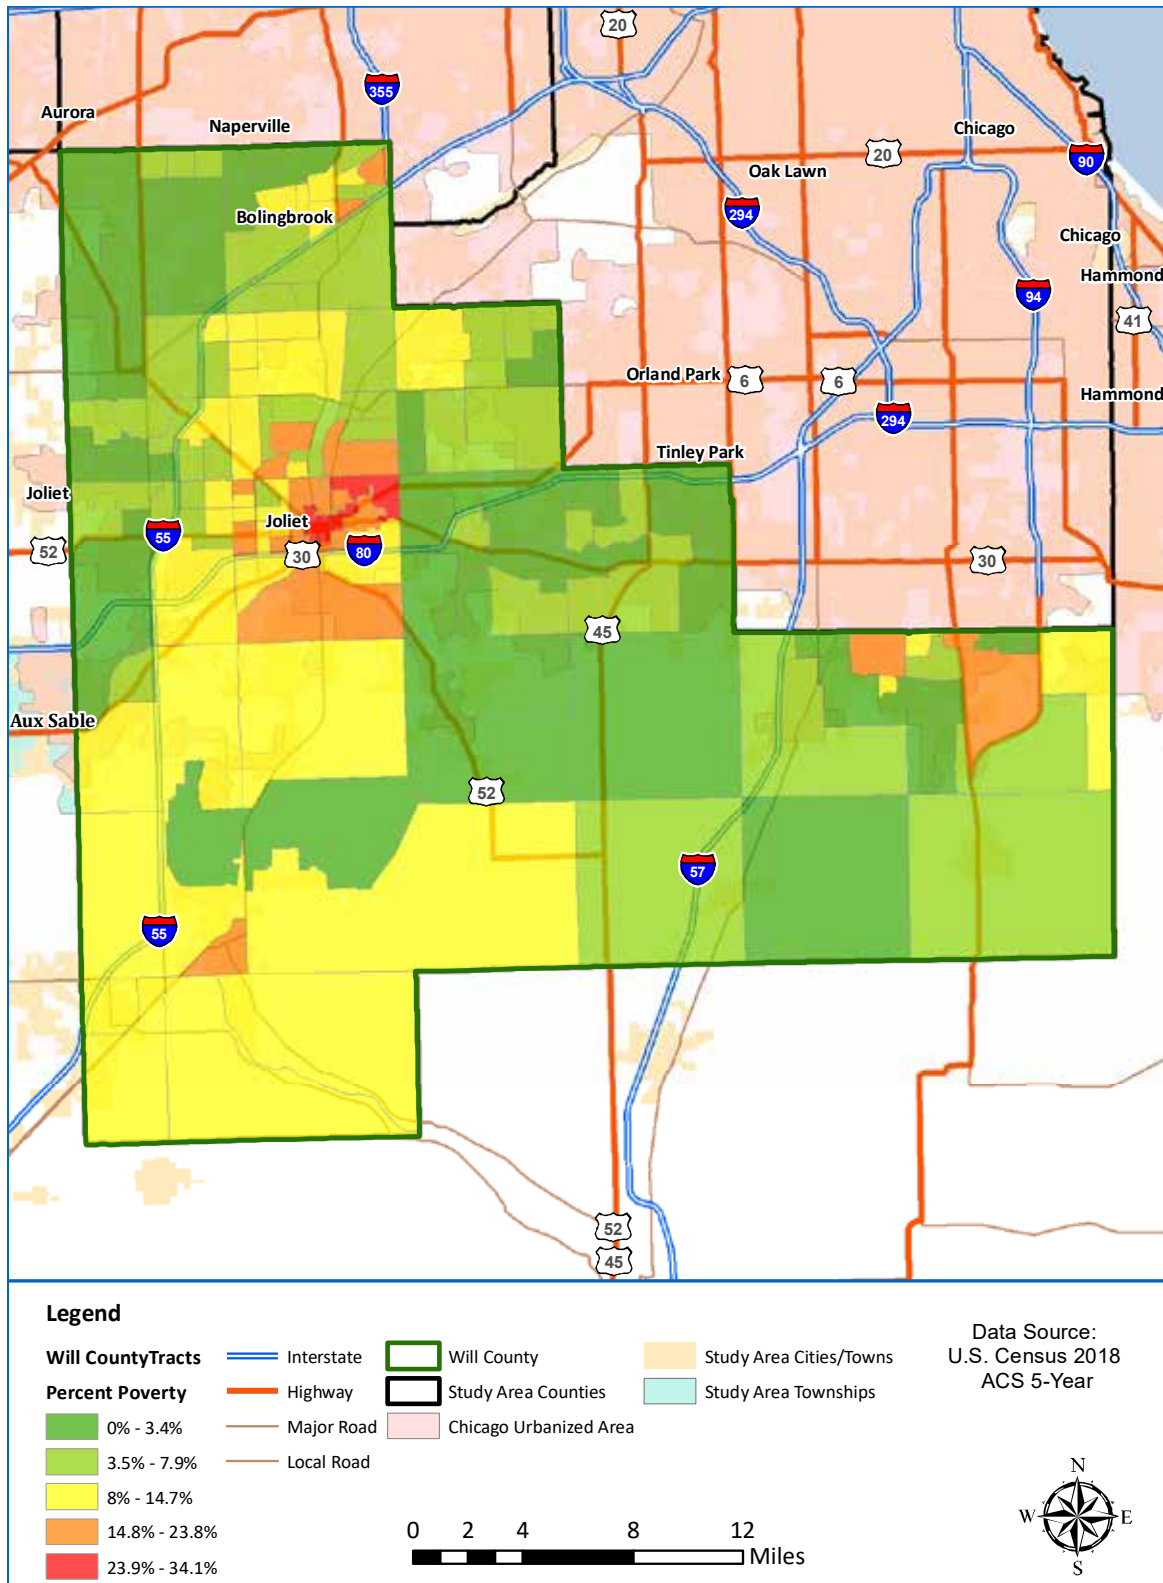 20
355
Aurora
Naperville
Chicago
20
90
Oak Lawn
294
Bolingbrook
Chicago
Hammond
94
41
Orland Park
6
6
Hammond
294
Tinley Park
Joliet
Joliet
55
52
30
80
30
45
Aux Sable
52
57
55
52
45
Legend
Will CountyTracts
Percent Poverty
0% - 3.4%
3.5% - 7.9%
8% - 14.7%
14.8% - 23.8%
23.9% - 34.1%
Interstate
Highway
Major Road
Local Road
Will County
Study Area Counties
Chicago Urbanized Area
Study Area Cities/Towns
Study Area Townships
Data Source:
U.S. Census 2018
ACS 5-Year
N
W E
S
0 2 4 8 12
Miles